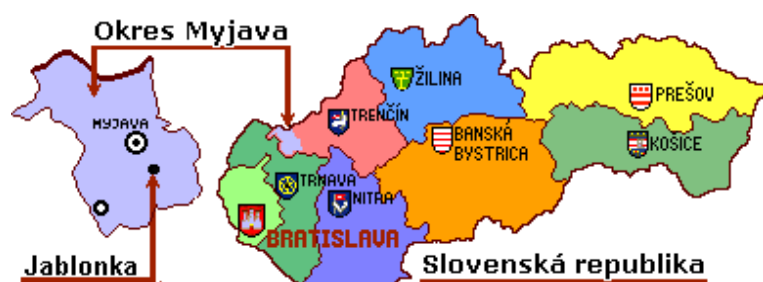 Okres Myjava
MYJAVA
Jablonka
ŽILINA
TRENČÍN
PREŠOV
BANSKÁ
BYSTRICA
KOŠICE
TRNAVA
NITRA
BRATISLAVA
Slovenská republika